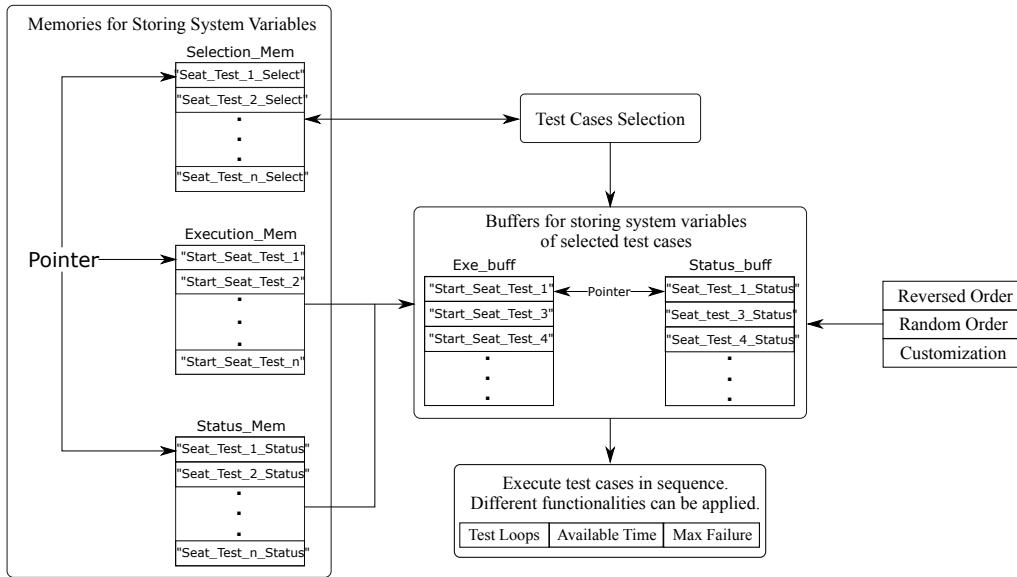 Memories for Storing System Variables
Selection_Mem
"Seat_Test_1_Select"
"Seat_Test_2_Select"
.
.
.
"Seat_Test_n_Select"
Pointer
Execution_Mem
"Start_Seat_Test_1"
"Start_Seat_Test_2"
.
.
.
"Start_Seat_Test_n"
Status_Mem
"Seat_Test_1_Status"
"Seat_Test_2_Status"
.
.
.
"Seat_Test_n_Status"
Test Cases Selection
Buffers for storing system variables
of selected test cases
Exe_buff
"Start_Seat_Test_1"
"Start_Seat_Test_3"
"Start_Seat_Test_4"
.
.
.
Pointer
Status_buff
"Seat_Test_1_Status"
"Seat_test_3_Status"
"Seat_Test_4_Status"
.
.
.
Reversed Order
Random Order
Customization
Execute test cases in sequence.
Different functionalities can be applied.
Test Loops
Available Time
Max Failure